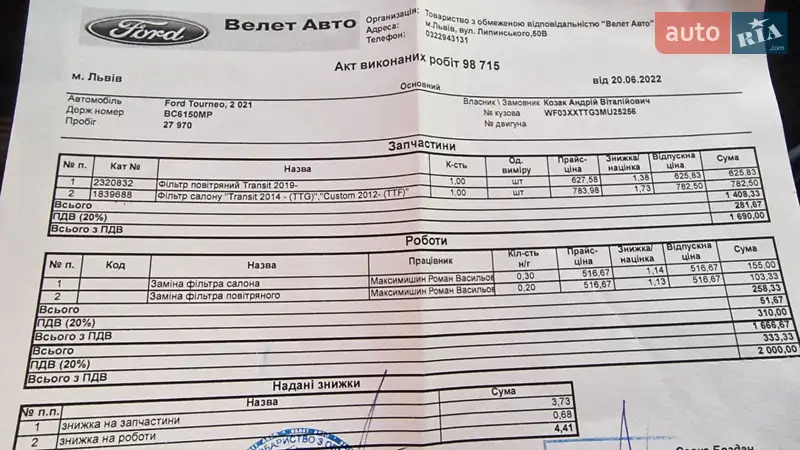 Ford
Велет Авто
Організація: Товариство з обмеженою відповідальністю "Велет Авто"
Адреса: м.Львів, вул. Липинського,50В
Телефон: 0322943131
auto RIA .com
Акт виконаних робіт 98 715
Основний
м. Львів
від 20.06.2022
Автомобіль Ford Tourneo, 2 021
Держ номер BC6150MP
Пробіг 27 970
Власник \ Замовник Козак Андрій Віталійович
№ кузова WF03XXTTG3MU25256
№ двигуна
Запчастини
№ п. Кат № Назва К-сть Од. виміру Прайс-ціна Знижка/націнка Відпускна ціна Сума
1 2320832 Фільтр повітряний Transit 2019- 1,00 шт 627,58 1,38 625,83 625,83
2 1839688 Фільтр салону "Transit 2014 - (TTG)","Custom 2012- (TTF)" 1,00 шт 783,98 1,73 782,50 782,50
Всього 1 408,33
ПДВ (20%) 281,67
Всього з ПДВ 1 690,00
Роботи
№ п. Код Назва Працівник Кіл-сть н/г Прайс-ціна Знижка/націнка Відпускна ціна Сума
1 Заміна фільтра салона Максимишин Роман Васильов 0,30 516,67 1,14 516,67 155,00
2 Заміна фільтра повітряного Максимишин Роман Васильов 0,20 516,67 1,13 516,67 103,33
Всього 258,33
ПДВ (20%) 51,67
Всього з ПДВ 310,00
Всього 1 666,67
ПДВ (20%) 333,33
Всього з ПДВ 2 000,00
Надані знижки
№ п.п. Назва Сума
1 знижка на запчастини 3,73
2 знижка на роботи 0,68
4,41